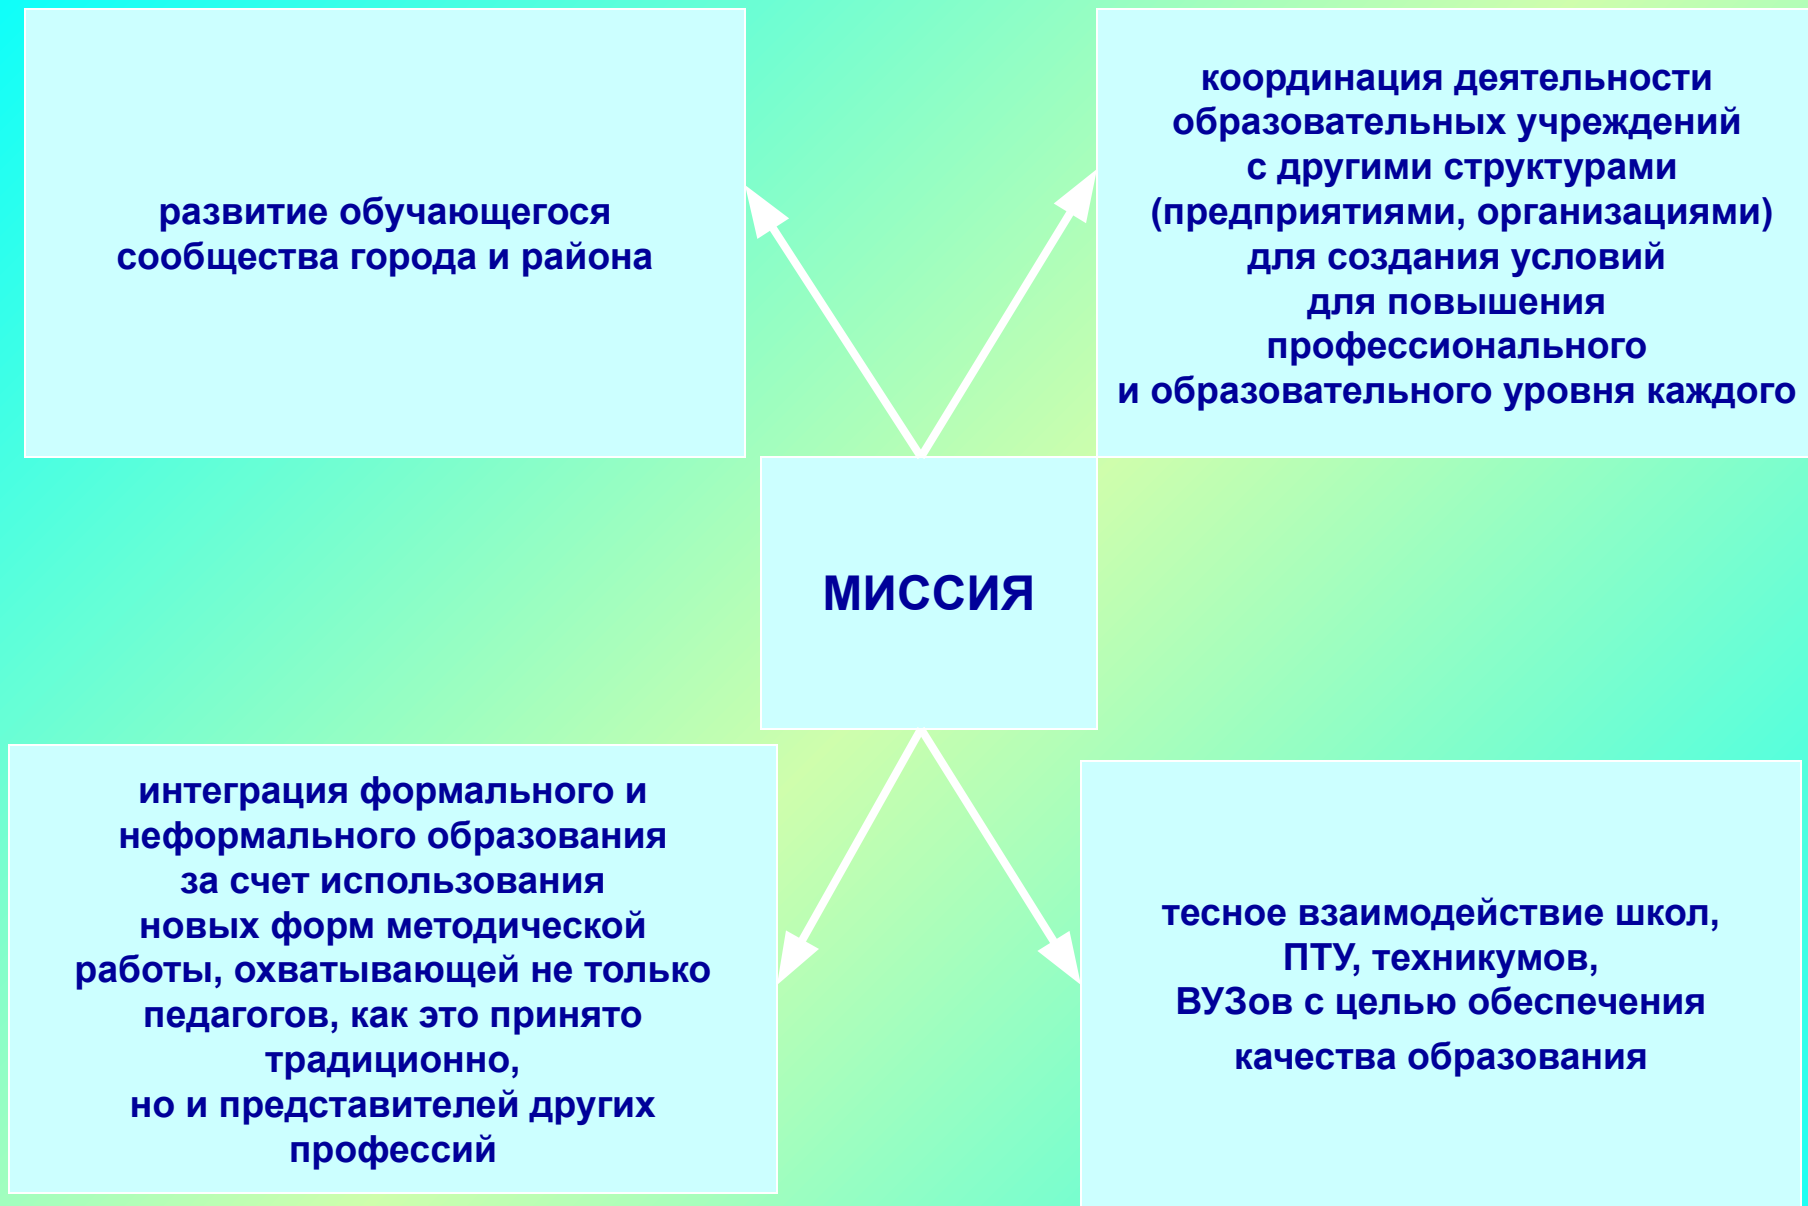 развитие обучающегося
сообщества города и района
координация деятельности
образовательных учреждений
с другими структурами
(предприятиями, организациями)
для создания условий
для повышения
профессионального
и образовательного уровня каждого
МИССИЯ
интеграция формального и
неформального образования
за счет использования
новых форм методической
работы, охватывающей не только
педагогов, как это принято
традиционно,
но и представителей других
профессий
тесное взаимодействие школ,
ПТУ, техникумов,
ВУЗов с целью обеспечения
качества образования